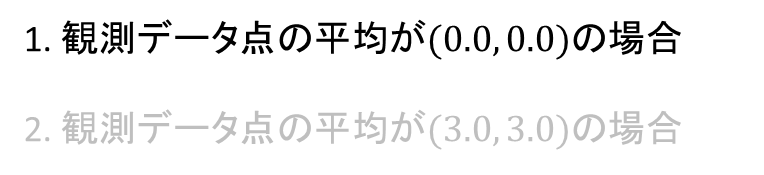 1. 観測データ点の平均が(0.0, 0.0)の場合
2. 観測データ点の平均が(3.0, 3.0)の場合